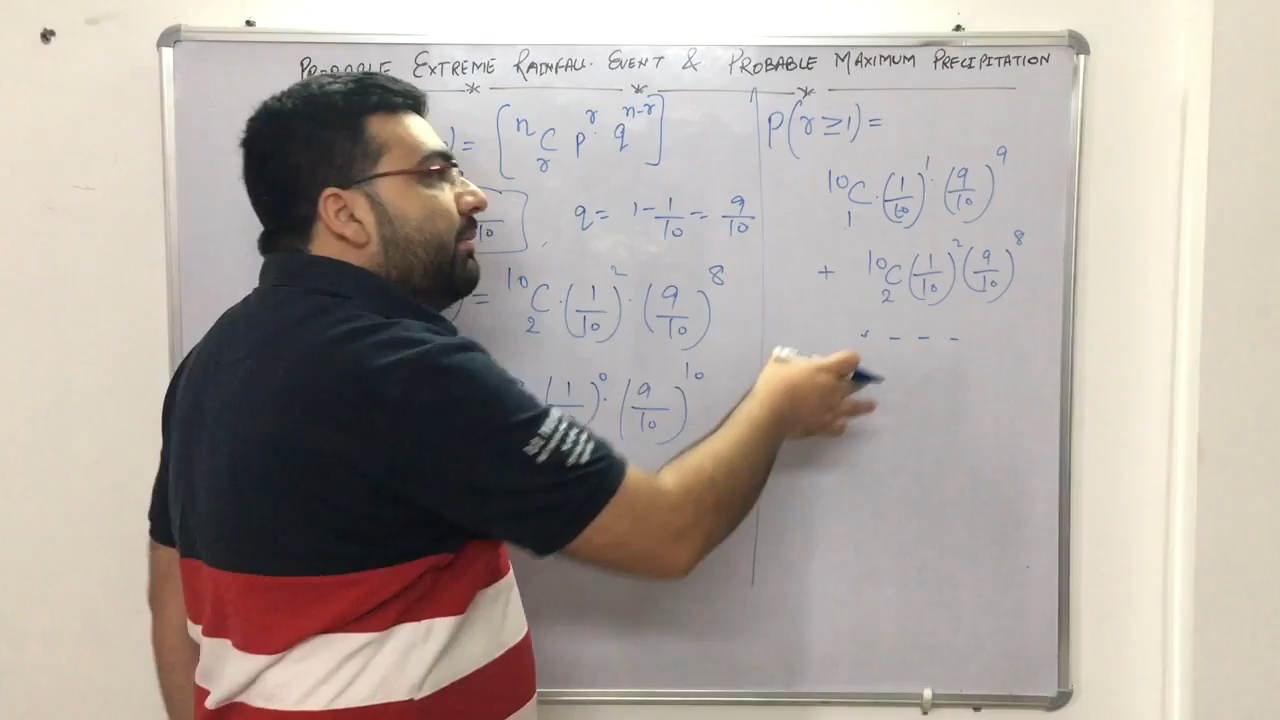 PROBABLE EXTREME RAINFALL EVENT & PROBABLE MAXIMUM PRECIPITATION
) = [ⁿCᵣ pʳ · qⁿ⁻ʳ]
10 , q = 1 - 1/10 = 9/10
) = ¹⁰C₂ · (1/10)² · (9/10)⁸
(1/ )⁰ · (9/10)¹⁰
P(r ≥ 1) =
¹⁰C₁ · (1/10)¹ · (9/10)⁹
+ ¹⁰C₂ (1/10)² (9/10)⁸
- - - -